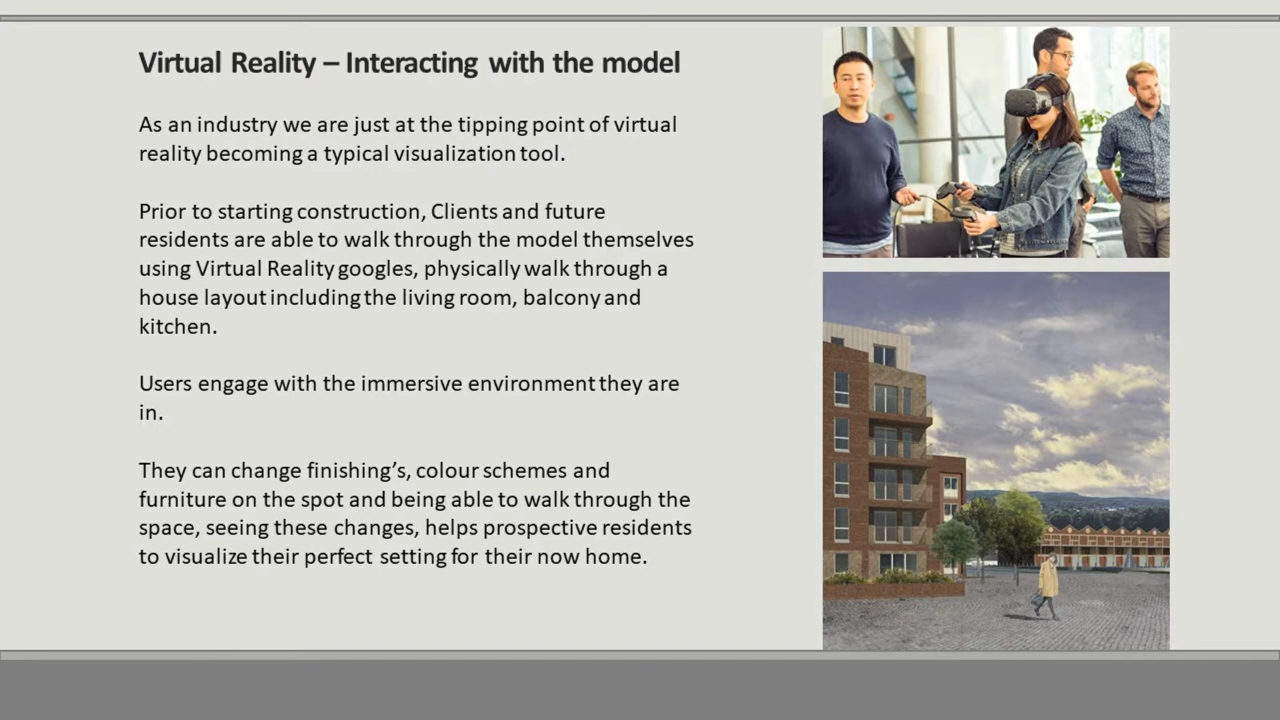 Virtual Reality – Interacting with the model
As an industry we are just at the tipping point of virtual
reality becoming a typical visualization tool.
Prior to starting construction, Clients and future
residents are able to walk through the model themselves
using Virtual Reality googles, physically walk through a
house layout including the living room, balcony and
kitchen.
Users engage with the immersive environment they are
in.
They can change finishing’s, colour schemes and
furniture on the spot and being able to walk through the
space, seeing these changes, helps prospective residents
to visualize their perfect setting for their now home.